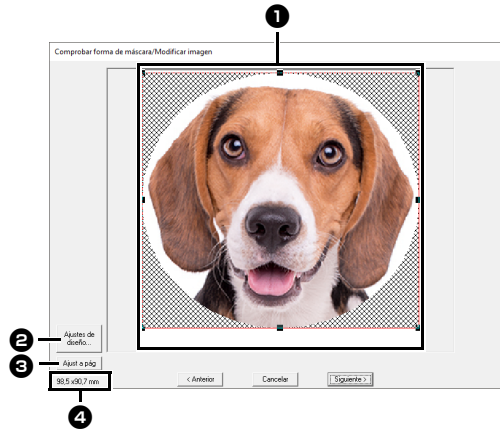 1
Comprobar forma de máscara/Modificar imagen
2
Ajustes de
diseño...
3
Ajust a pág
98,5 x90,7 mm
< Anterior
Cancelar
Siguiente >
4